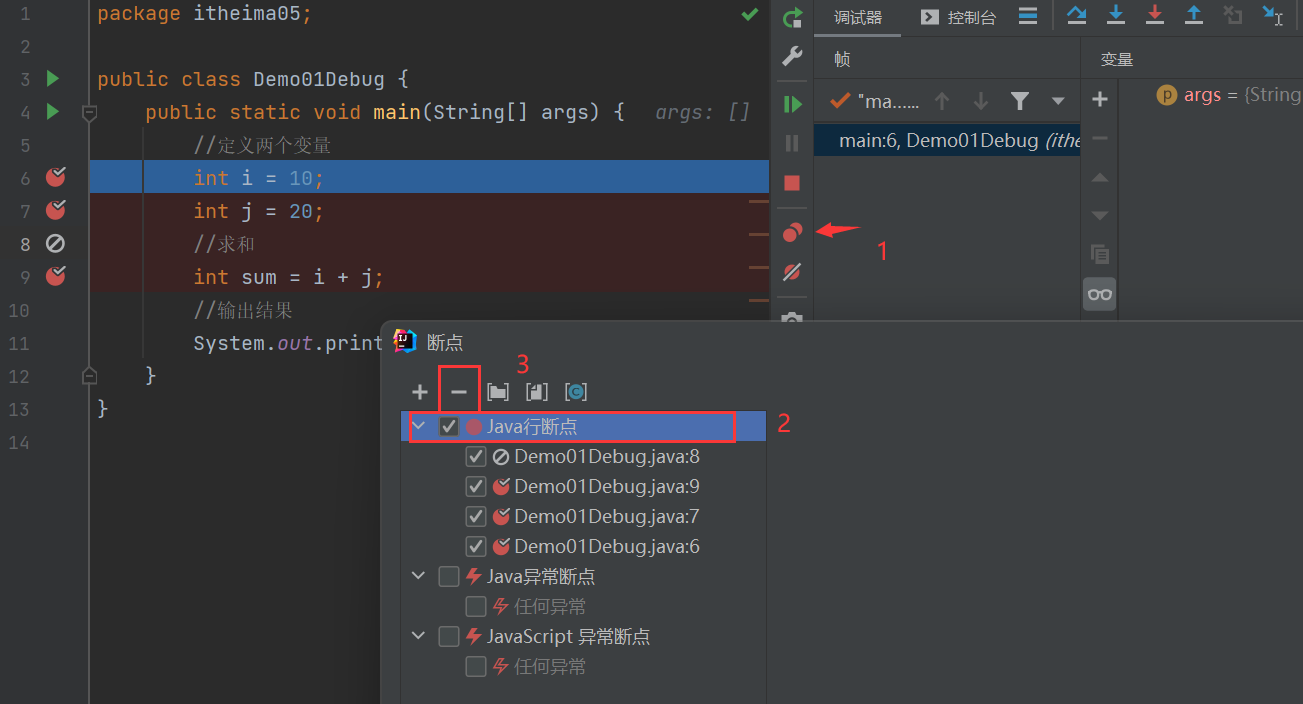 1 package itheima05;
2
3 public class Demo01Debug {
4 public static void main(String[] args) { args: []
5 //定义两个变量
6 int i = 10;
7 int j = 20;
8 //求和
9 int sum = i + j;
10 //输出结果
11 System.out.print
12 }
13 }
14
调试器 控制台
帧 变量
"ma...... p args = {String
main:6, Demo01Debug (ithe
1
断点
3
Java行断点 2
Demo01Debug.java:8
Demo01Debug.java:9
Demo01Debug.java:7
Demo01Debug.java:6
Java异常断点
任何异常
JavaScript 异常断点
任何异常